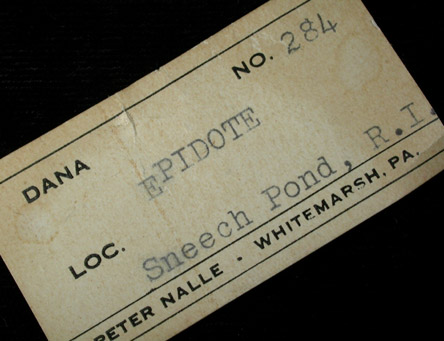 NO. 284
DANA EPIDOTE
LOC. Sneech Pond, R.I.
PETER NALLE • WHITEMARSH, PA.